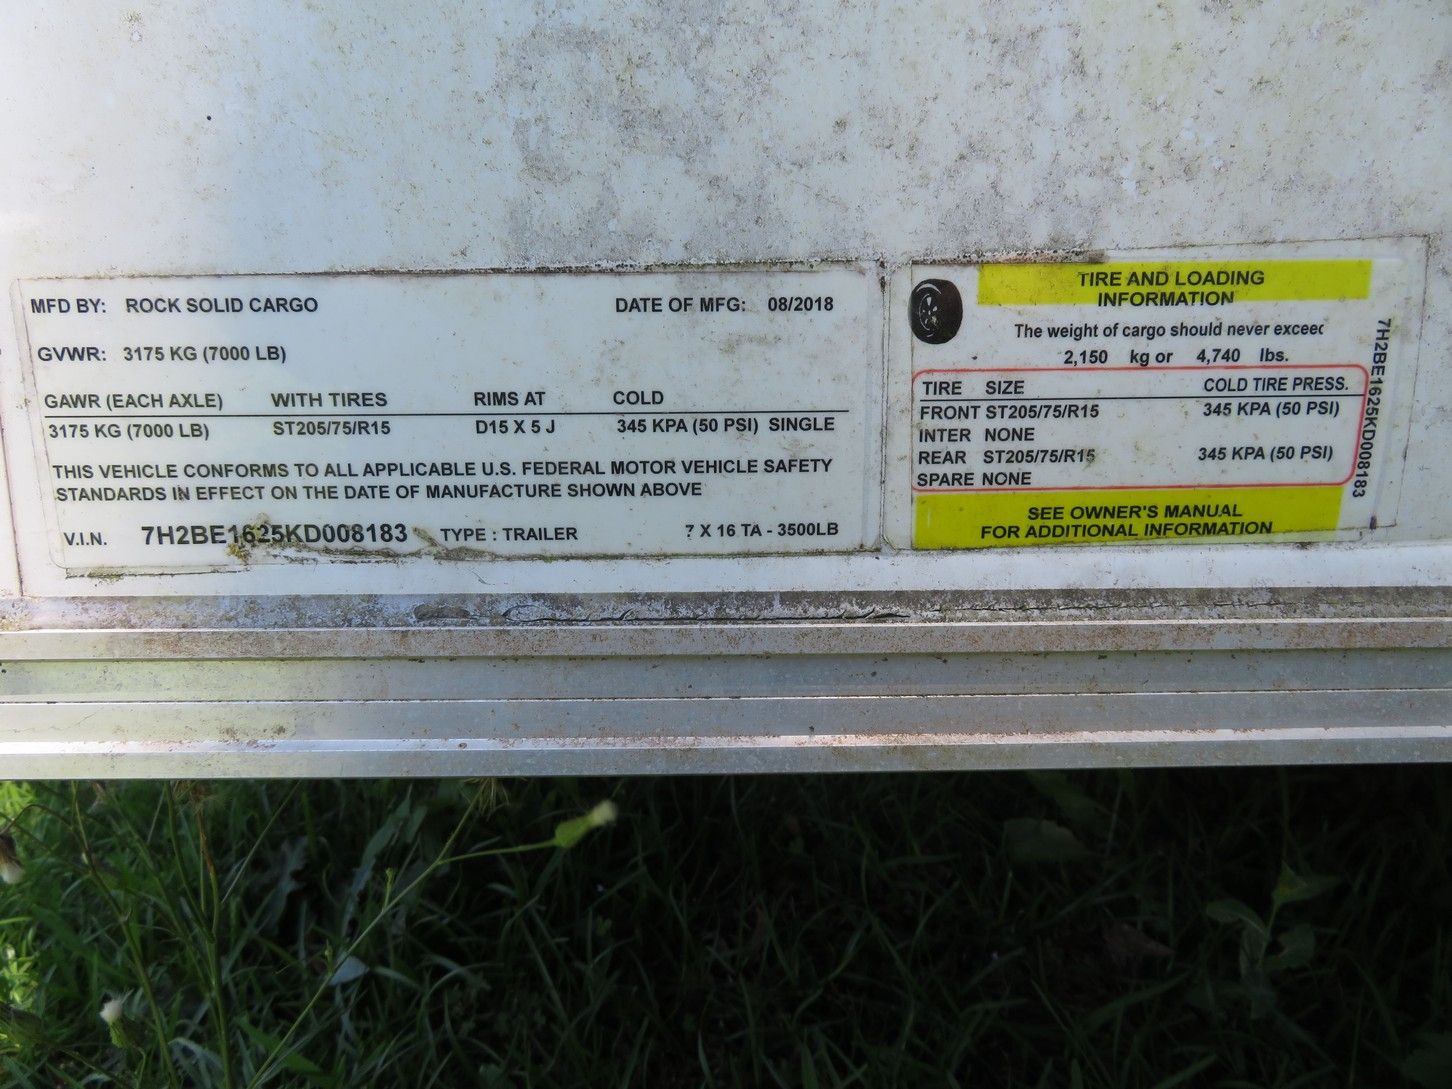 MFD BY: ROCK SOLID CARGO DATE OF MFG: 08/2018
GVWR: 3175 KG (7000 LB)
GAWR (EACH AXLE) WITH TIRES RIMS AT COLD
3175 KG (7000 LB) ST205/75/R15 D15 X 5 J 345 KPA (50 PSI) SINGLE
THIS VEHICLE CONFORMS TO ALL APPLICABLE U.S. FEDERAL MOTOR VEHICLE SAFETY
STANDARDS IN EFFECT ON THE DATE OF MANUFACTURE SHOWN ABOVE
V.I.N. 7H2BE1625KD008183 TYPE : TRAILER 7 X 16 TA - 3500LB
TIRE AND LOADING
INFORMATION
The weight of cargo should never exceed
2,150 kg or 4,740 lbs.
TIRE SIZE COLD TIRE PRESS.
FRONT ST205/75/R15 345 KPA (50 PSI)
INTER NONE
REAR ST205/75/R15 345 KPA (50 PSI)
SPARE NONE
SEE OWNER'S MANUAL
FOR ADDITIONAL INFORMATION
7H2BE1625KD008183